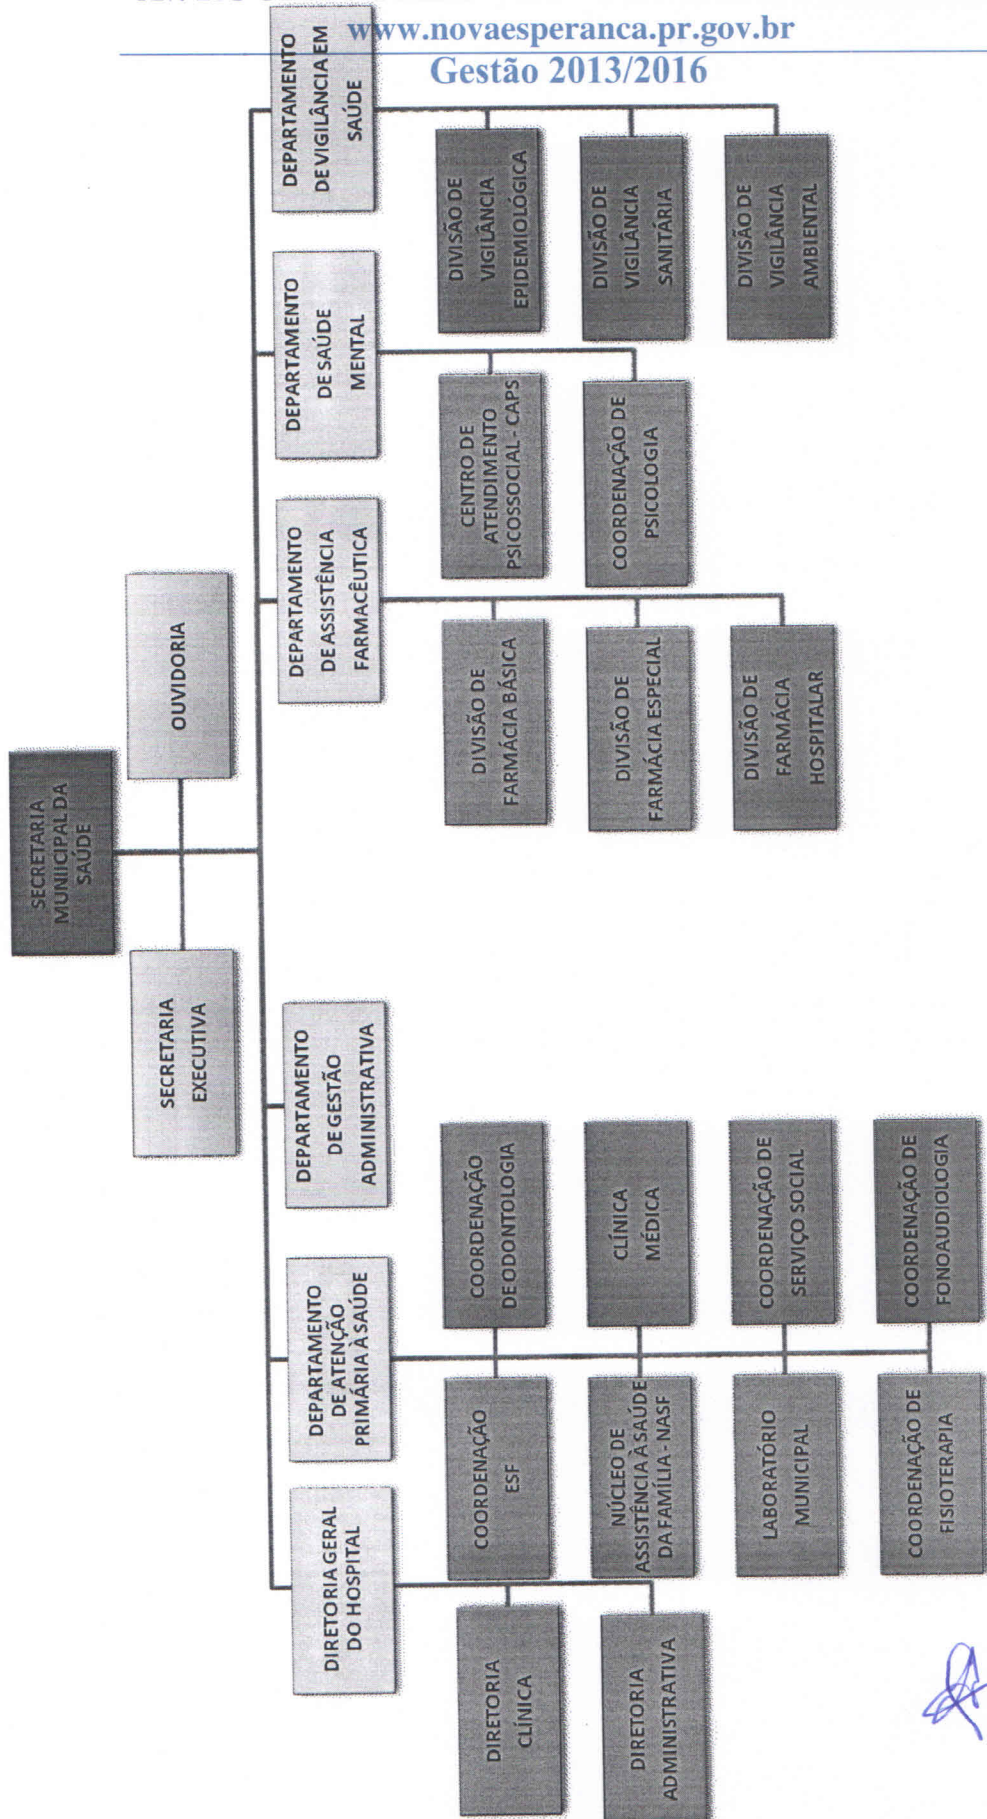 www.novaesperanca.pr.gov.br
Gestão 2013/2016
SECRETARIA
MUNIICIPAL DA
SAÚDE
SECRETARIA
EXECUTIVA
OUVIDORIA
DIRETORIA GERAL
DO HOSPITAL
DEPARTAMENTO
DE ATENÇÃO
PRIMÁRIA À SAÚDE
DEPARTAMENTO
DE GESTÃO
ADMINISTRATIVA
DEPARTAMENTO
DE ASSISTÊNCIA
FARMACÊUTICA
DEPARTAMENTO
DE SAÚDE
MENTAL
DEPARTAMENTO
DE VIGILÂNCIA EM
SAÚDE
DIRETORIA
CLÍNICA
DIRETORIA
ADMINISTRATIVA
COORDENAÇÃO
ESF
COORDENAÇÃO
DE ODONTOLOGIA
NÚCLEO DE
ASSISTÊNCIA À SAÚDE
DA FAMÍLIA - NASF
CLÍNICA
MÉDICA
LABORATÓRIO
MUNICIPAL
COORDENAÇÃO DE
SERVIÇO SOCIAL
COORDENAÇÃO DE
FISIOTERAPIA
COORDENAÇÃO DE
FONOAUDIOLOGIA
DIVISÃO DE
FARMÁCIA BÁSICA
DIVISÃO DE
FARMÁCIA ESPECIAL
DIVISÃO DE
FARMÁCIA
HOSPITALAR
CENTRO DE
ATENDIMENTO
PSICOSSOCIAL - CAPS
COORDENAÇÃO DE
PSICOLOGIA
DIVISÃO DE
VIGILÂNCIA
EPIDEMIOLÓGICA
DIVISÃO DE
VIGILÂNCIA
SANITÁRIA
DIVISÃO DE
VIGILÂNCIA
AMBIENTAL